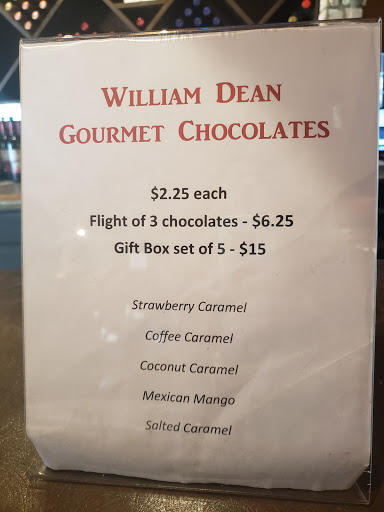 WILLIAM DEAN
GOURMET CHOCOLATES
$2.25 each
Flight of 3 chocolates - $6.25
Gift Box set of 5 - $15
Strawberry Caramel
Coffee Caramel
Coconut Caramel
Mexican Mango
Salted Caramel